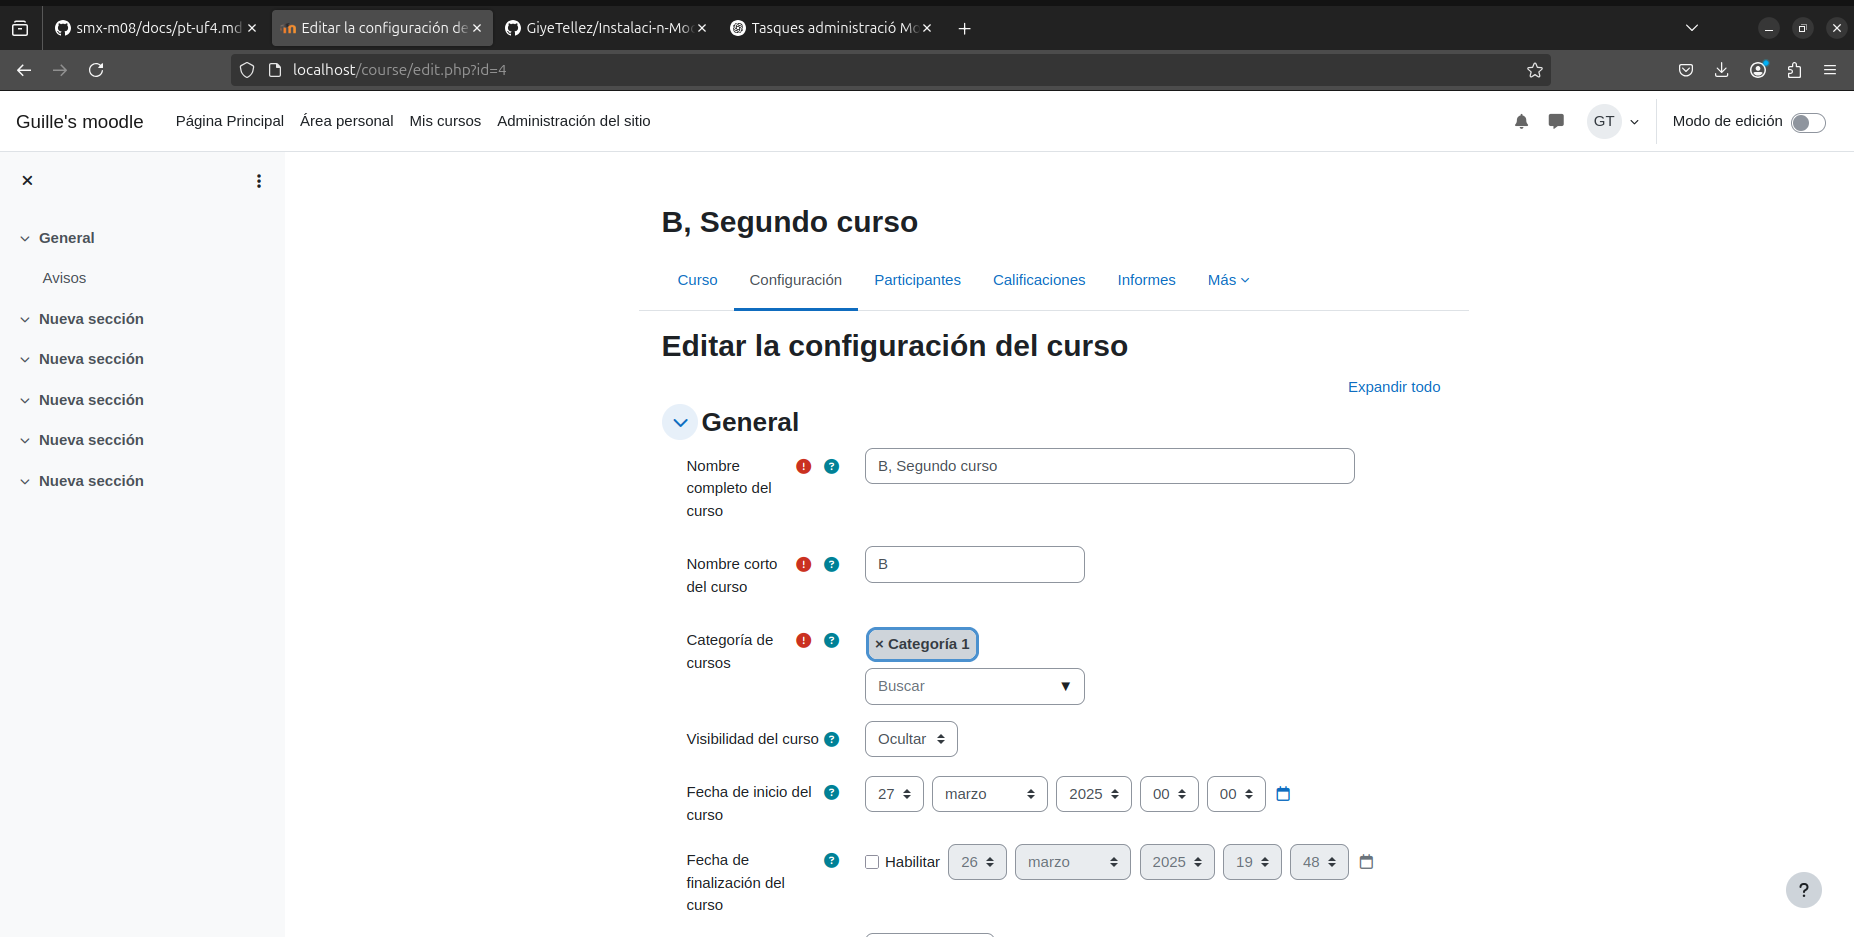 smx-m08/docs/pt-uf4.md
Editar la configuración de
GiyeTellez/Instalaci-n-Moo
Tasques administració Mo
localhost/course/edit.php?id=4
Guille's moodle
Página Principal
Área personal
Mis cursos
Administración del sitio
GT
Modo de edición
General
Avisos
Nueva sección
Nueva sección
Nueva sección
Nueva sección
Nueva sección
B, Segundo curso
Curso
Configuración
Participantes
Calificaciones
Informes
Más
Editar la configuración del curso
Expandir todo
General
Nombre
completo del
curso
B, Segundo curso
Nombre corto
del curso
B
Categoría de
cursos
× Categoría 1
Buscar
Visibilidad del curso
Ocultar
Fecha de inicio del
curso
27 marzo 2025 00 00
Fecha de
finalización del
curso
Habilitar 26 marzo 2025 19 48
?